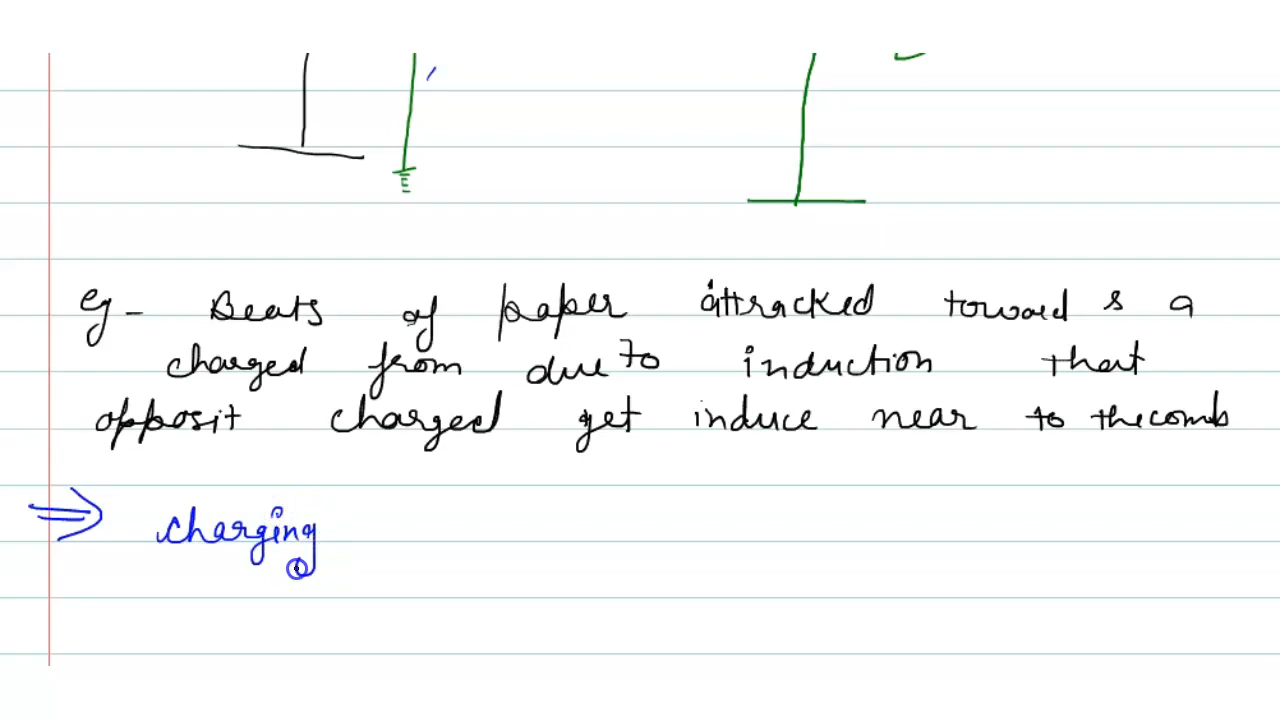 eg - Beats of paper attracked towards a
charged from due to induction that
opposit charged get induce near to the comb
⇒ charging